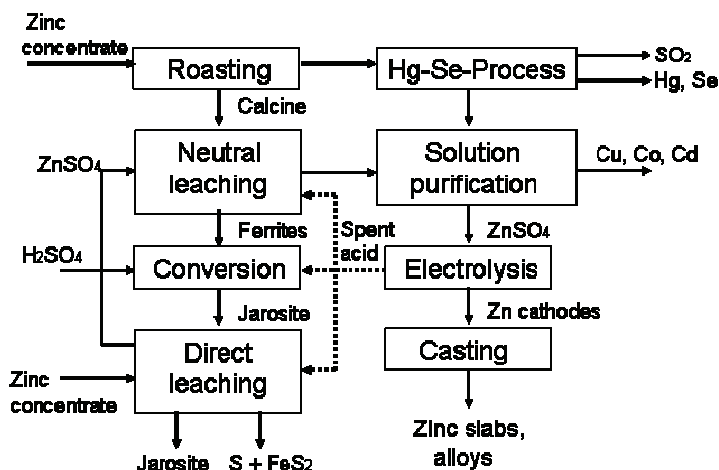 Zinc
concentrate
Roasting
Hg-Se-Process
SO2
Hg, Se
Calcine
Neutral
leaching
ZnSO4
Solution
purification
Cu, Co, Cd
Ferrites
Spent
acid
ZnSO4
H2SO4
Conversion
Electrolysis
Jarosite
Zn cathodes
Direct
leaching
Casting
Zinc
concentrate
Jarosite
S + FeS2
Zinc slabs,
alloys